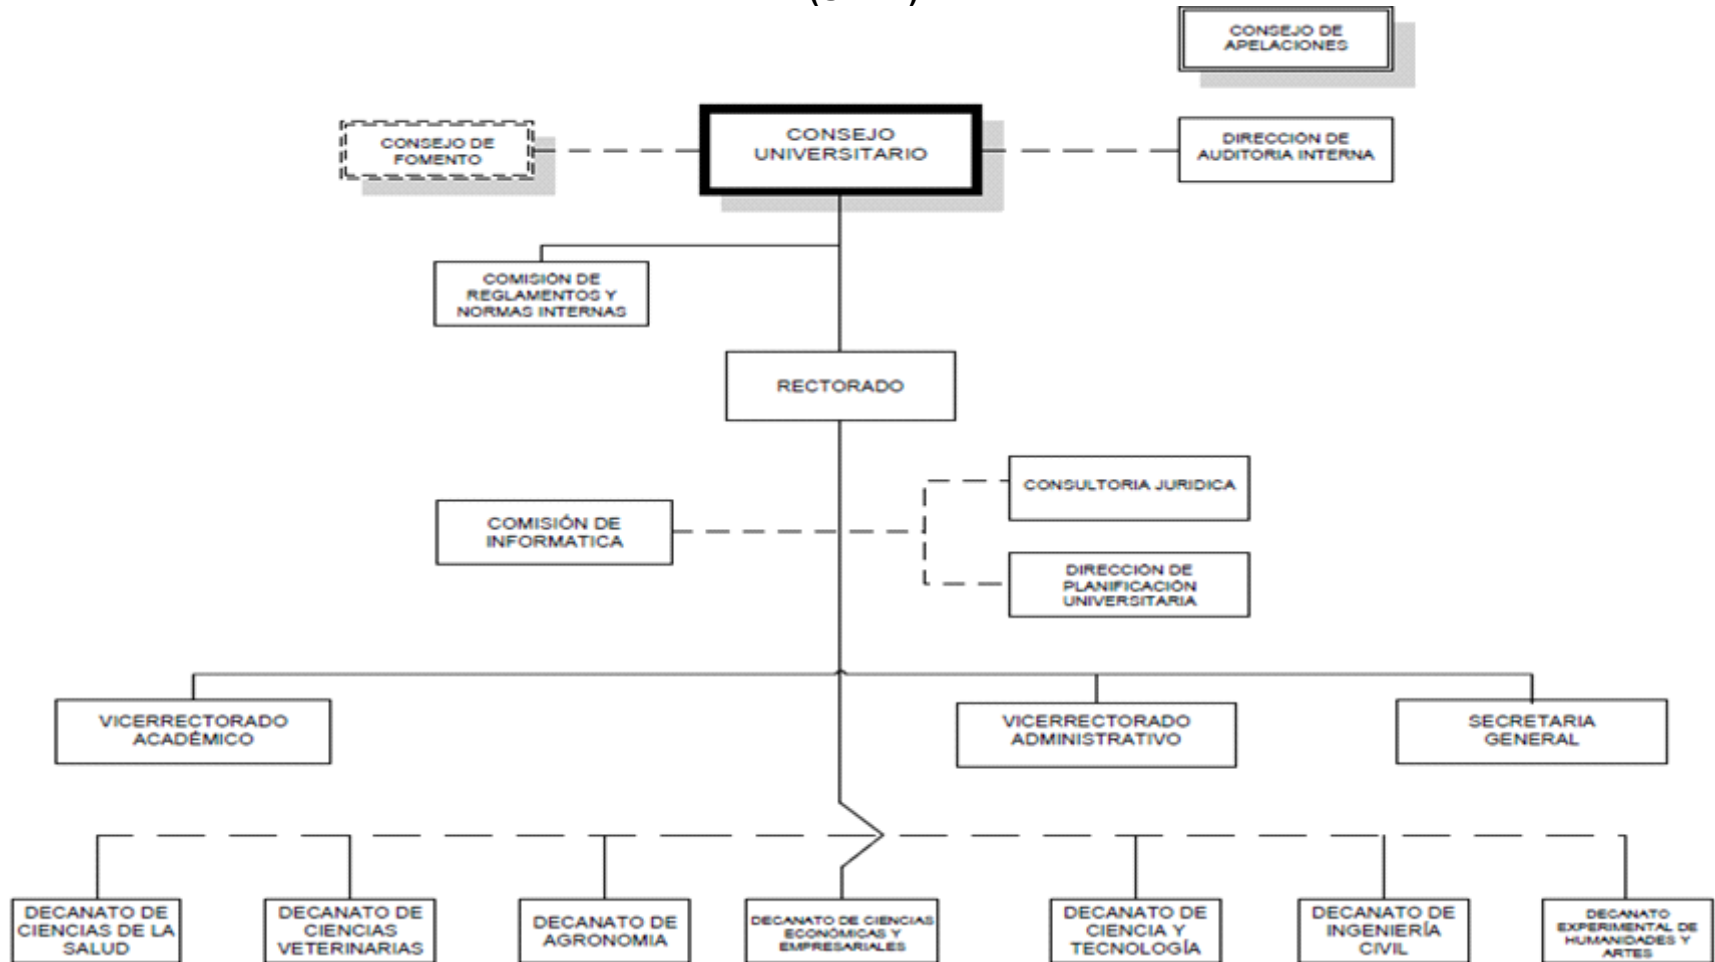 CONSEJO DE
APELACIONES
CONSEJO DE
FOMENTO
CONSEJO
UNIVERSITARIO
DIRECCIÓN DE
AUDITORIA INTERNA
COMISIÓN DE
REGLAMENTOS Y
NORMAS INTERNAS
RECTORADO
CONSULTORIA JURIDICA
COMISIÓN DE
INFORMATICA
DIRECCIÓN DE
PLANIFICACIÓN
UNIVERSITARIA
VICERRECTORADO
ACADÉMICO
VICERRECTORADO
ADMINISTRATIVO
SECRETARIA
GENERAL
DECANATO DE
CIENCIAS DE LA
SALUD
DECANATO DE
CIENCIAS
VETERINARIAS
DECANATO DE
AGRONOMIA
DECANATO DE CIENCIAS
ECONÓMICAS Y
EMPRESARIALES
DECANATO DE
CIENCIA Y
TECNOLOGÍA
DECANATO DE
INGENIERÍA
CIVIL
DECANATO
EXPERIMENTAL DE
HUMANIDADES Y
ARTES